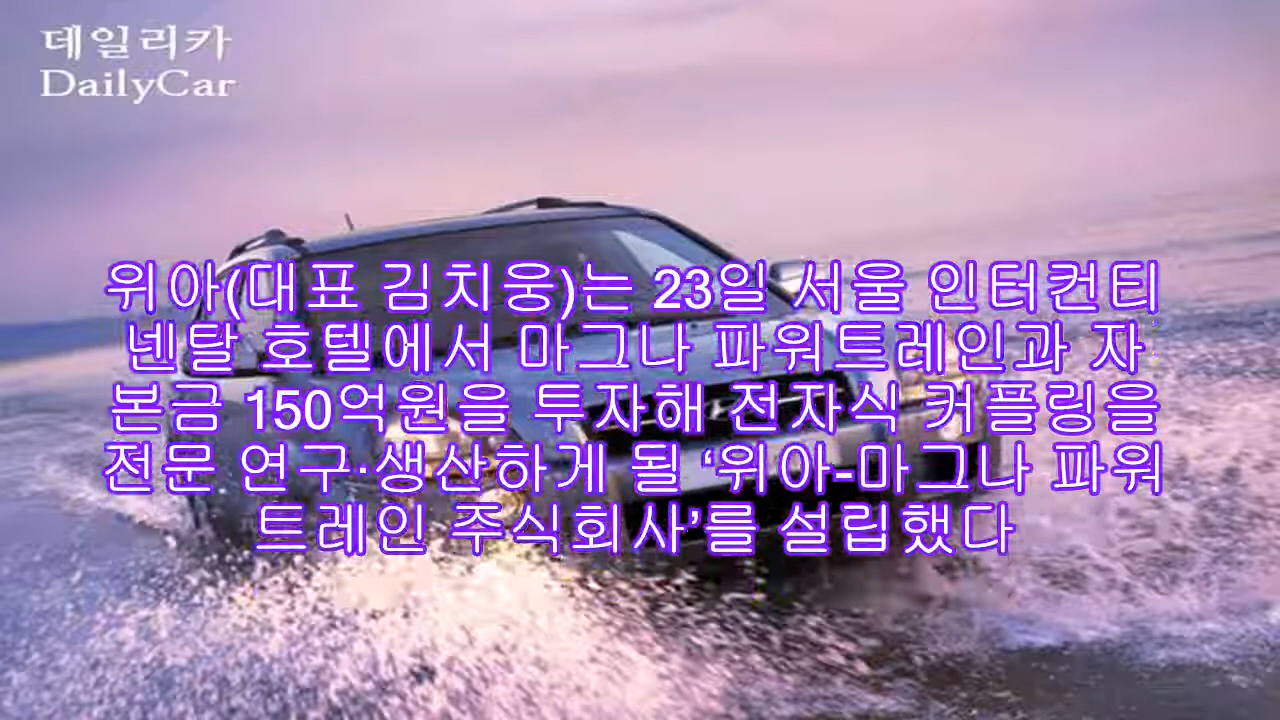 데일리카
DailyCar
위아(대표 김치웅)는 23일 서울 인터컨티
넨탈 호텔에서 마그나 파워트레인과 자
본금 150억원을 투자해 전자식 커플링을
전문 연구·생산하게 될 ‘위아-마그나 파워
트레인 주식회사’를 설립했다